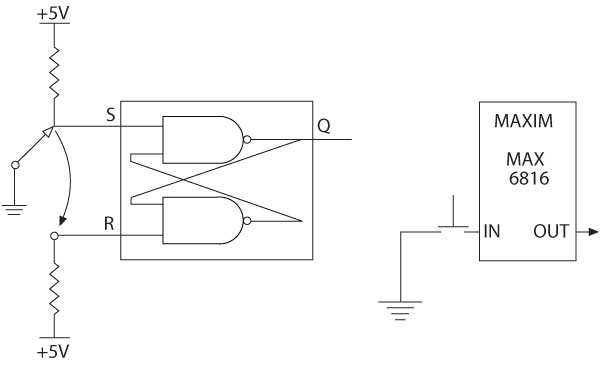 +5V
S
Q
R
+5V
MAXIM
MAX
6816
IN OUT